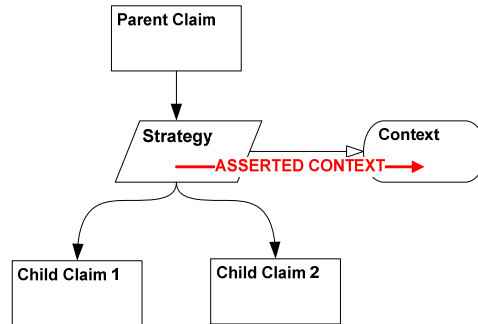 Parent Claim
Strategy
Context
ASSERTED CONTEXT
Child Claim 1
Child Claim 2